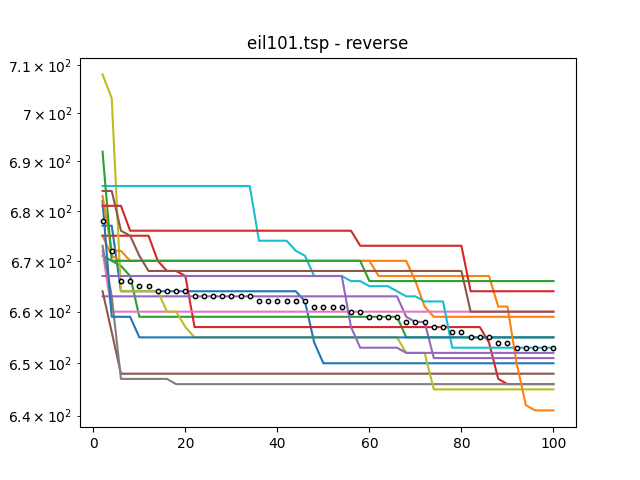 eil101.tsp - reverse
7.1 × 10²
7 × 10²
6.9 × 10²
6.8 × 10²
6.7 × 10²
6.6 × 10²
6.5 × 10²
6.4 × 10²
0 20 40 60 80 100